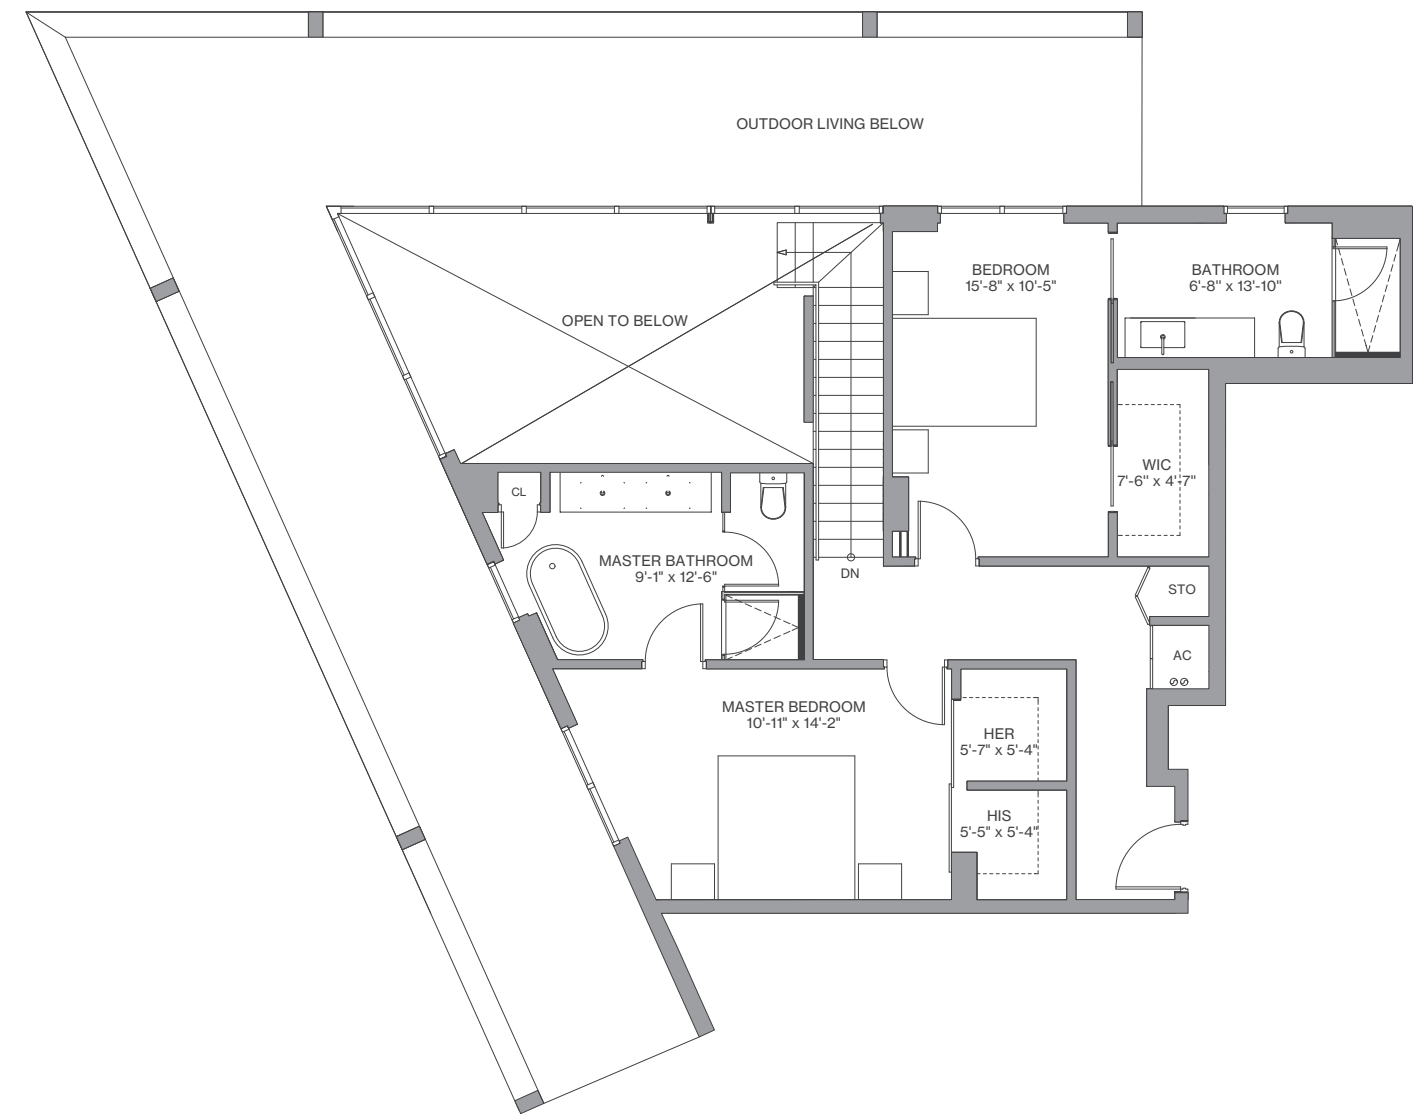 OUTDOOR LIVING BELOW
BEDROOM
15'-8" x 10'-5"
BATHROOM
6'-8" x 13'-10"
OPEN TO BELOW
WIC
7'-6" x 4'-7"
CL
MASTER BATHROOM
9'-1" x 12'-6"
DN
STO
AC
MASTER BEDROOM
10'-11" x 14'-2"
HER
5'-7" x 5'-4"
HIS
5'-5" x 5'-4"